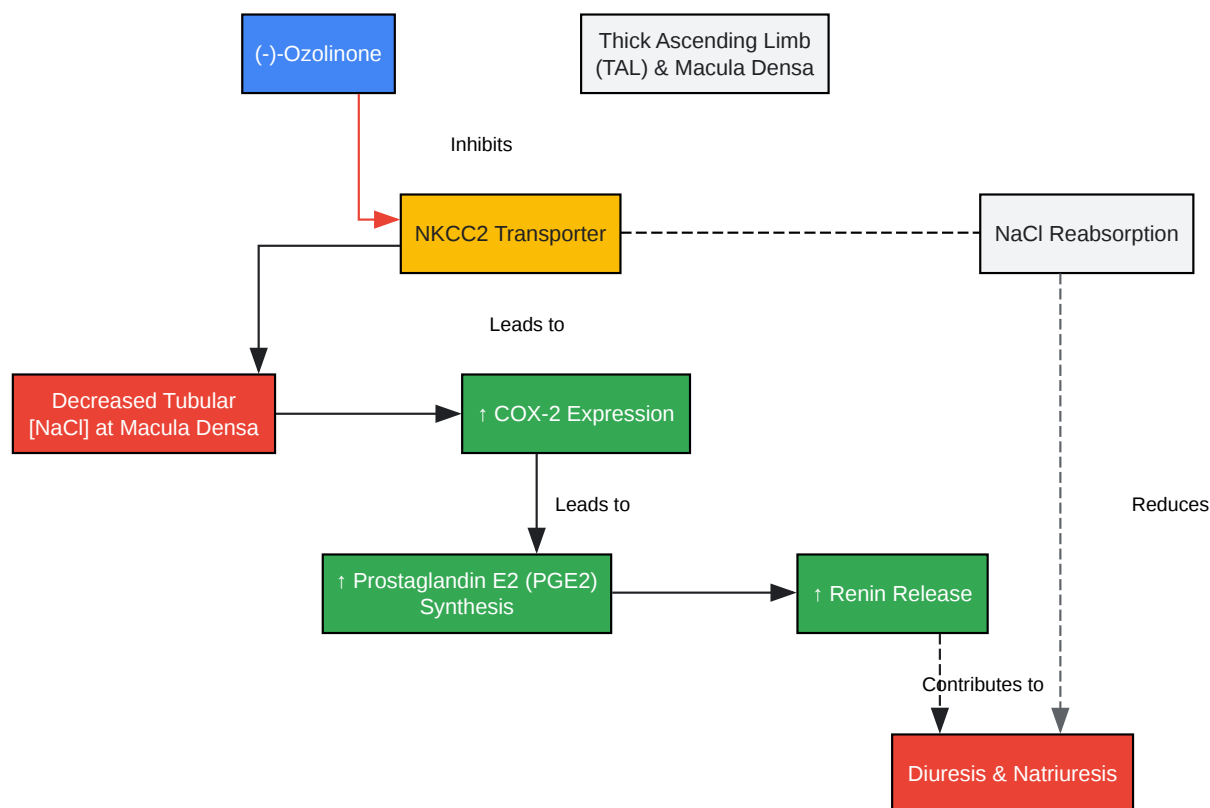 (-)-Ozolinone
Thick Ascending Limb
(TAL) & Macula Densa
Inhibits
NKCC2 Transporter
NaCl Reabsorption
Leads to
Decreased Tubular
[NaCl] at Macula Densa
↑ COX-2 Expression
Leads to
Reduces
↑ Prostaglandin E2 (PGE2)
Synthesis
↑ Renin Release
Contributes to
Diuresis & Natriuresis